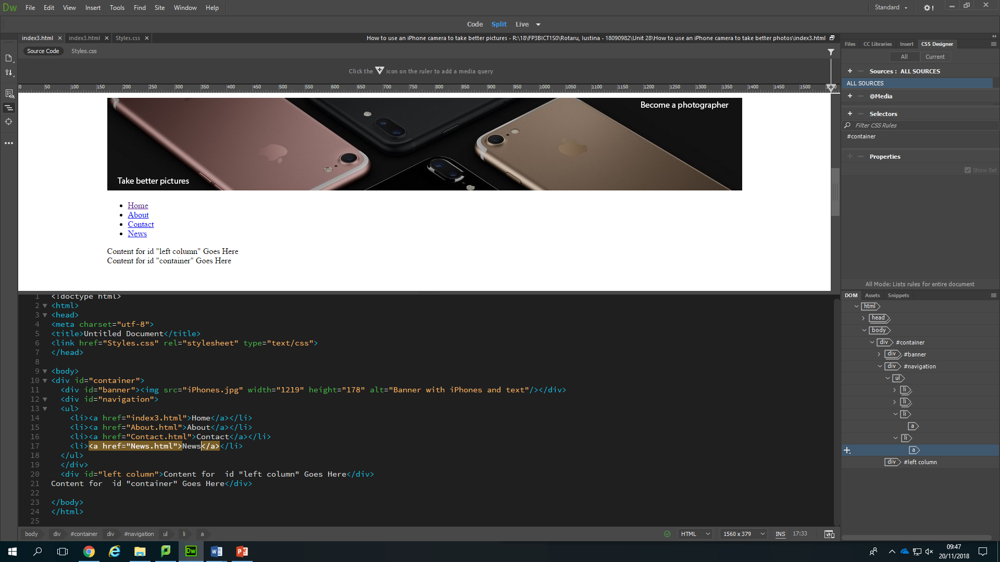 Dw File Edit View Insert Tools Find Site Window Help Standard
Code Split Live
index3.html × index3.html × Styles.css × How to use an iPhone camera to take better pictures - R:\18\FP3BICT1S0\Rotaru, Iustina - 18090982\Unit 28\How to use an iPhone camera to take better photos\index3.html
Source Code Styles.css
Click the icon on the ruler to add a media query
0 50 100 150 200 250 300 350 400 450 500 550 600 650 700 750 800 850 900 950 1000 1050 1100 1150 1200 1250 1300 1350 1400 1450 1500
Become a photographer
Take better pictures
• Home
• About
• Contact
• News
Content for id "left column" Goes Here
Content for id "container" Goes Here
1 <!doctype html>
2 <html>
3 <head>
4 <meta charset="utf-8">
5 <title>Untitled Document</title>
6 <link href="Styles.css" rel="stylesheet" type="text/css">
7 </head>
8
9 <body>
10 <div id="container">
11 <div id="banner"><img src="iPhones.jpg" width="1219" height="178" alt="Banner with iPhones and text"/></div>
12 <div id="navigation">
13 <ul>
14 <li><a href="index3.html">Home</a></li>
15 <li><a href="About.html">About</a></li>
16 <li><a href="Contact.html">Contact</a></li>
17 <li><a href="News.html">News</a></li>
18 </ul>
19 </div>
20 <div id="left column">Content for  id "left column" Goes Here</div>
21 Content for  id "container" Goes Here</div>
22
23 </body>
24 </html>
25
body div #container div #navigation ul li a HTML 1560 x 379 INS 17:33
Files CC Libraries Insert CSS Designer
All Current
+ − Sources : ALL SOURCES
ALL SOURCES
+ − @Media
+ − Selectors
Filter CSS Rules
#container
+ − Properties
Show Set
All Mode: Lists rules for entire document
DOM Assets Snippets
html
head
body
div #container
div #banner
div #navigation
ul
li
li
li
a
li
a
div #left column
Dw
09:47
20/11/2018